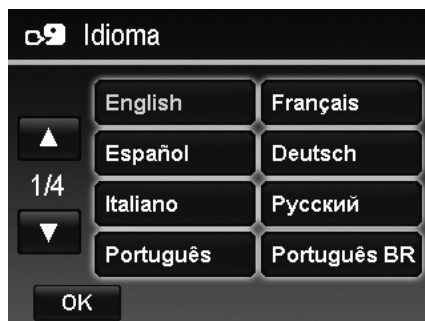 Idioma
English Français
Español Deutsch
1/4
Italiano Русский
Português Português BR
OK